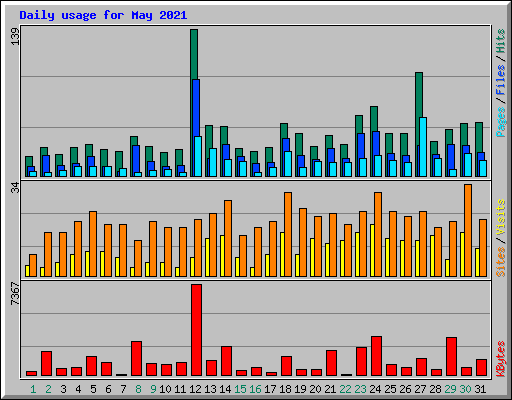 Daily usage for May 2021
139
Pages / Files / Hits
34
Sites / Visits
7367
KBytes
1 2 3 4 5 6 7 8 9 10 11 12 13 14 15 16 17 18 19 20 21 22 23 24 25 26 27 28 29 30 31